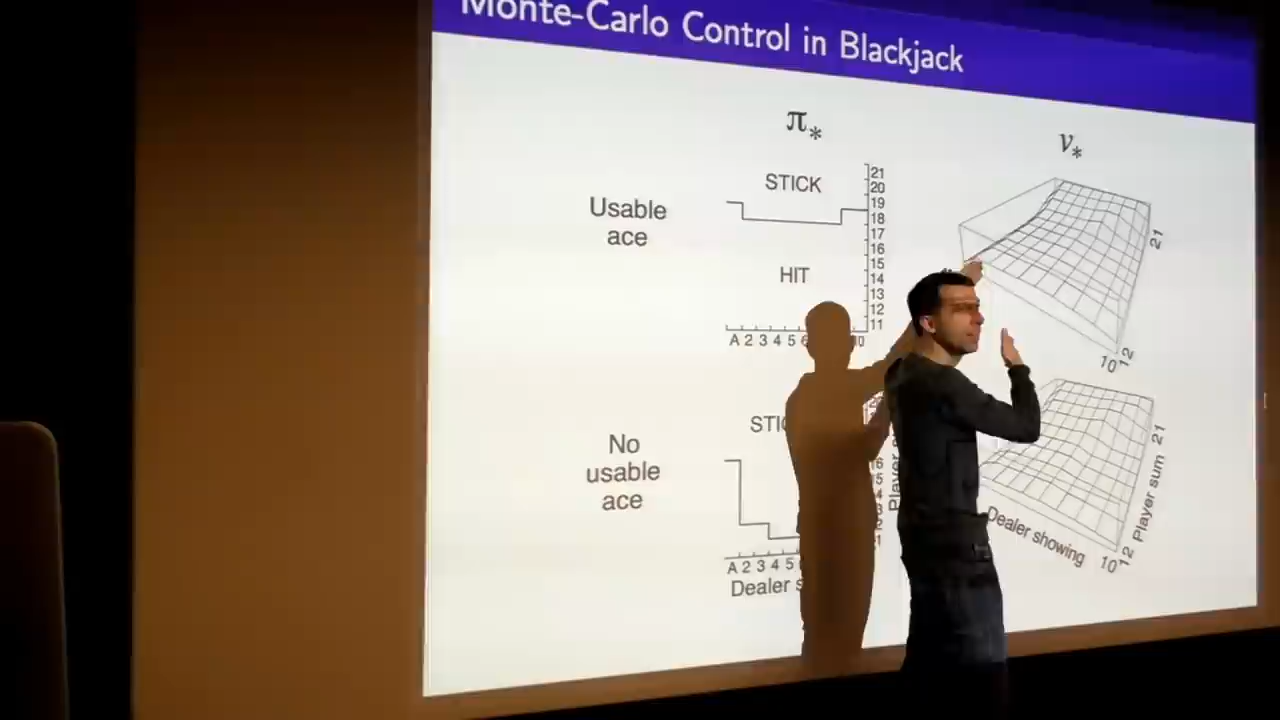 Monte-Carlo Control in Blackjack
π*
v*
STICK
Usable
ace
HIT
21
20
19
18
17
16
15
14
13
12
11
A 2 3 4 5
10
21
10
12
No
usable
ace
A 2 3 4 5
Dealer
Player sum
21
Dealer showing
10
12